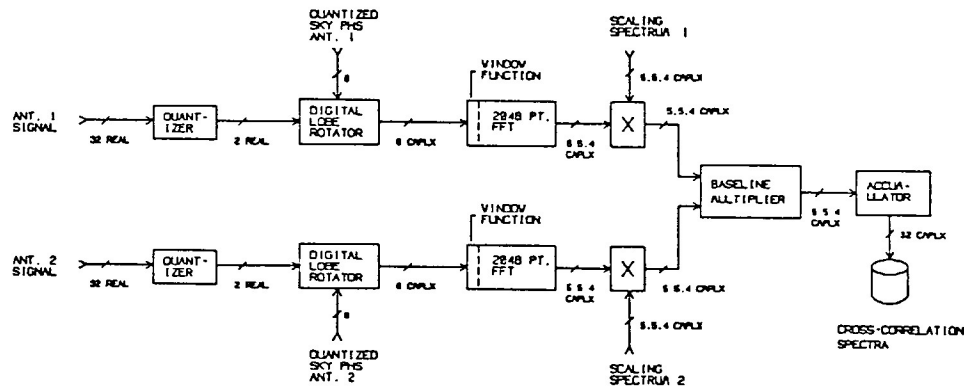 QUANTIZED
SKY PHS
ANT. 1
SCALING
SPECTRUM 1
8
5.5.4 CMPLX
WINDOW
FUNCTION
ANT. 1
SIGNAL
32 REAL
QUANT-
IZER
2 REAL
DIGITAL
LOBE
ROTATOR
6 CMPLX
2048 PT.
FFT
5.5.4
CMPLX
X
5.5.4 CMPLX
BASELINE
MULTIPLIER
5.5.4
CMPLX
ACCUM-
ULATOR
32 CMPLX
WINDOW
FUNCTION
ANT. 2
SIGNAL
32 REAL
QUANT-
IZER
2 REAL
DIGITAL
LOBE
ROTATOR
6 CMPLX
2048 PT.
FFT
5.5.4
CMPLX
X
5.5.4 CMPLX
8
5.5.4 CMPLX
QUANTIZED
SKY PHS
ANT. 2
SCALING
SPECTRUM 2
CROSS-CORRELATION
SPECTRA